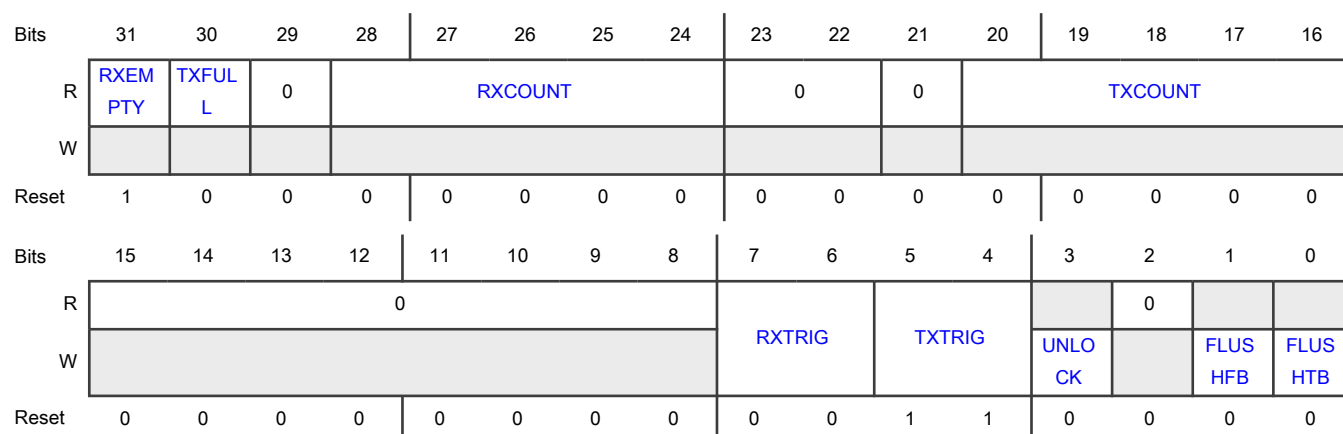 Bits 31 30 29 28 27 26 25 24 23 22 21 20 19 18 17 16
R RXEM PTY TXFUL L 0 RXCOUNT 0 0 TXCOUNT
W
Reset 1 0 0 0 0 0 0 0 0 0 0 0 0 0 0 0
Bits 15 14 13 12 11 10 9 8 7 6 5 4 3 2 1 0
R 0 RXTRIG TXTRIG 0
W UNLO CK FLUS HFB FLUS HTB
Reset 0 0 0 0 0 0 0 0 0 0 1 1 0 0 0 0